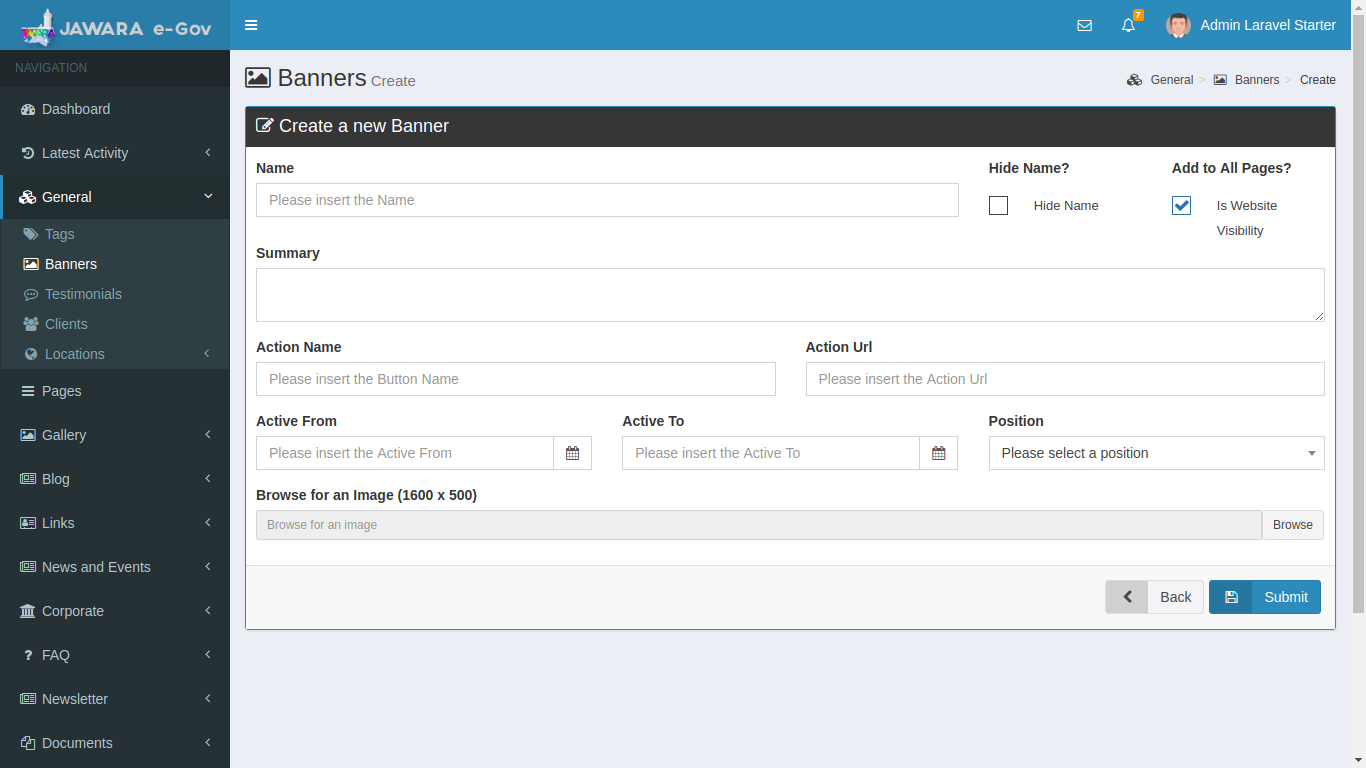 JAWARA e-Gov
7
Admin Laravel Starter
NAVIGATION
Dashboard
Latest Activity
General
Tags
Banners
Testimonials
Clients
Locations
Pages
Gallery
Blog
Links
News and Events
Corporate
FAQ
Newsletter
Documents
Banners Create
General > Banners > Create
Create a new Banner
Name
Please insert the Name
Hide Name?
Hide Name
Add to All Pages?
Is Website
Visibility
Summary
Action Name
Please insert the Button Name
Action Url
Please insert the Action Url
Active From
Please insert the Active From
Active To
Please insert the Active To
Position
Please select a position
Browse for an Image (1600 x 500)
Browse for an image
Browse
Back
Submit